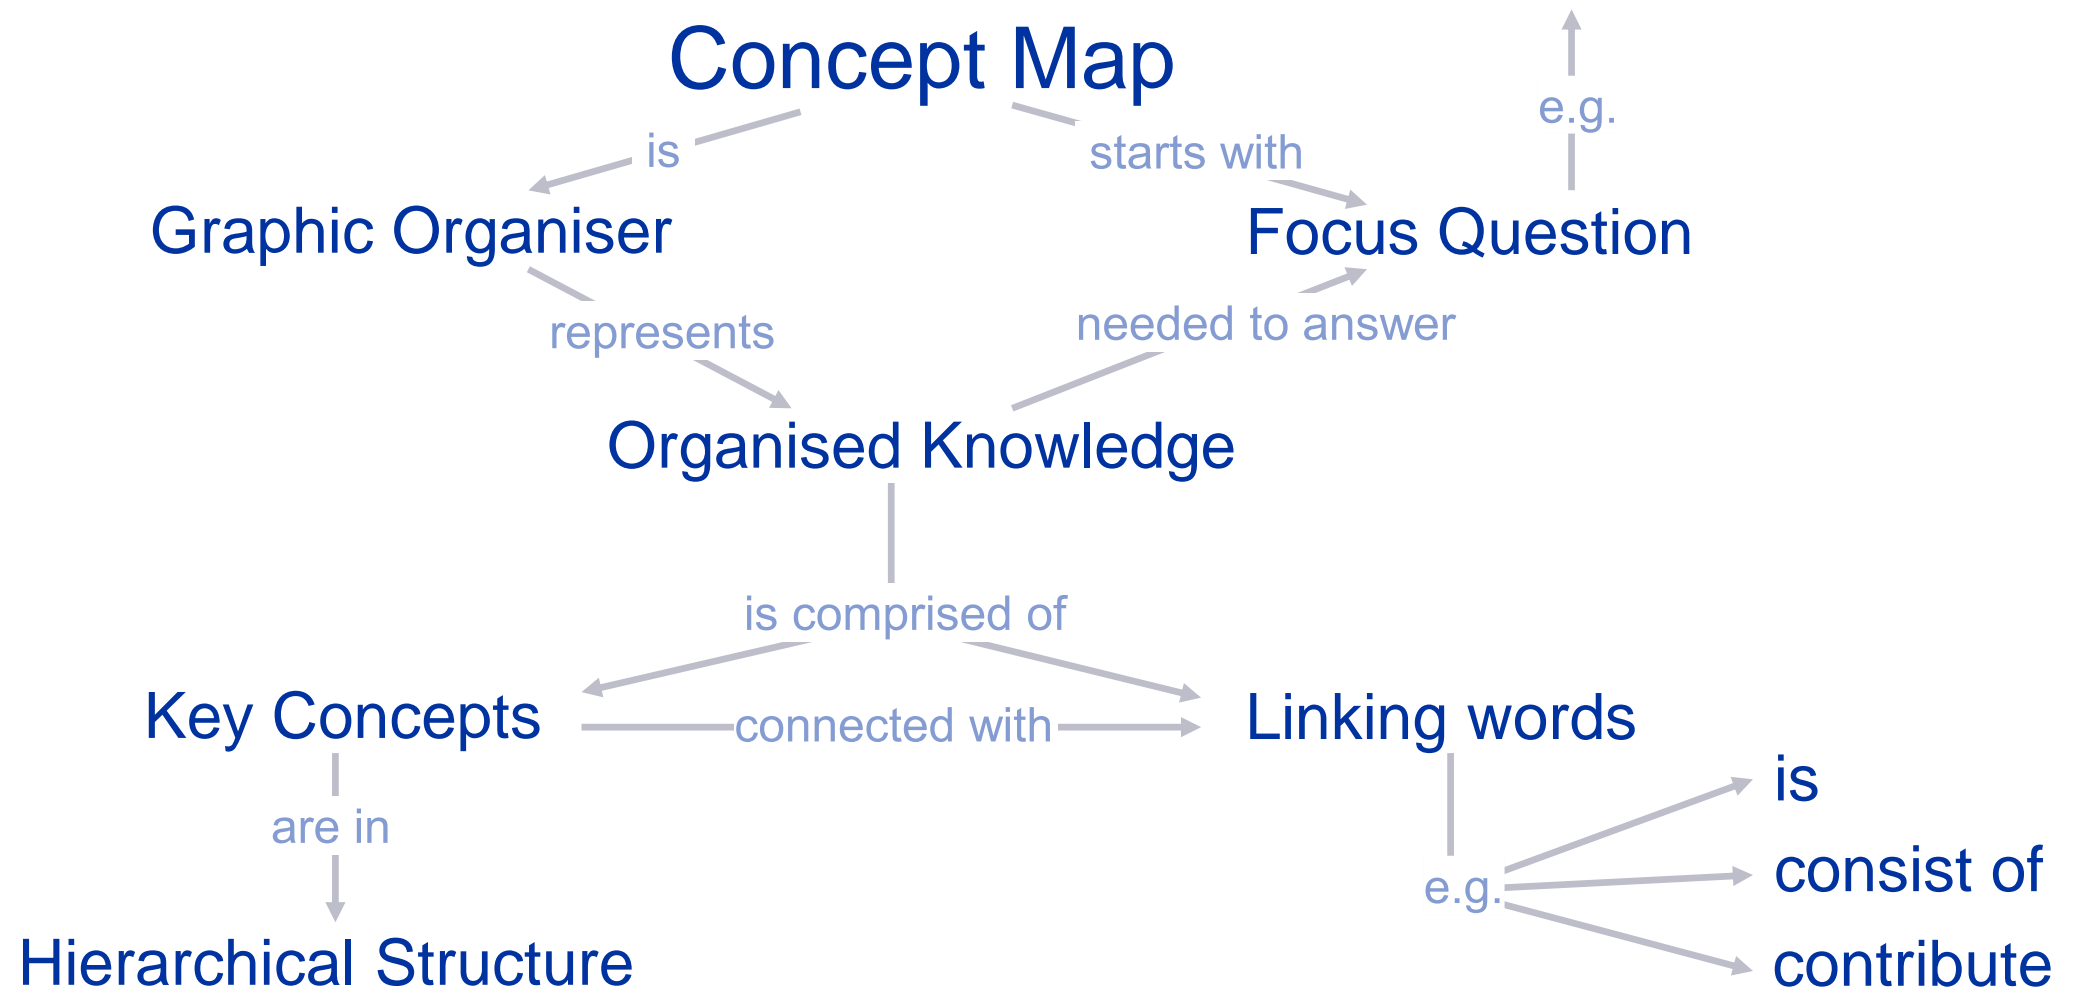 Concept Map
e.g.
is
starts with
Graphic Organiser
Focus Question
represents
needed to answer
Organised Knowledge
is comprised of
Key Concepts
connected with
Linking words
is
are in
consist of
e.g.
Hierarchical Structure
contribute